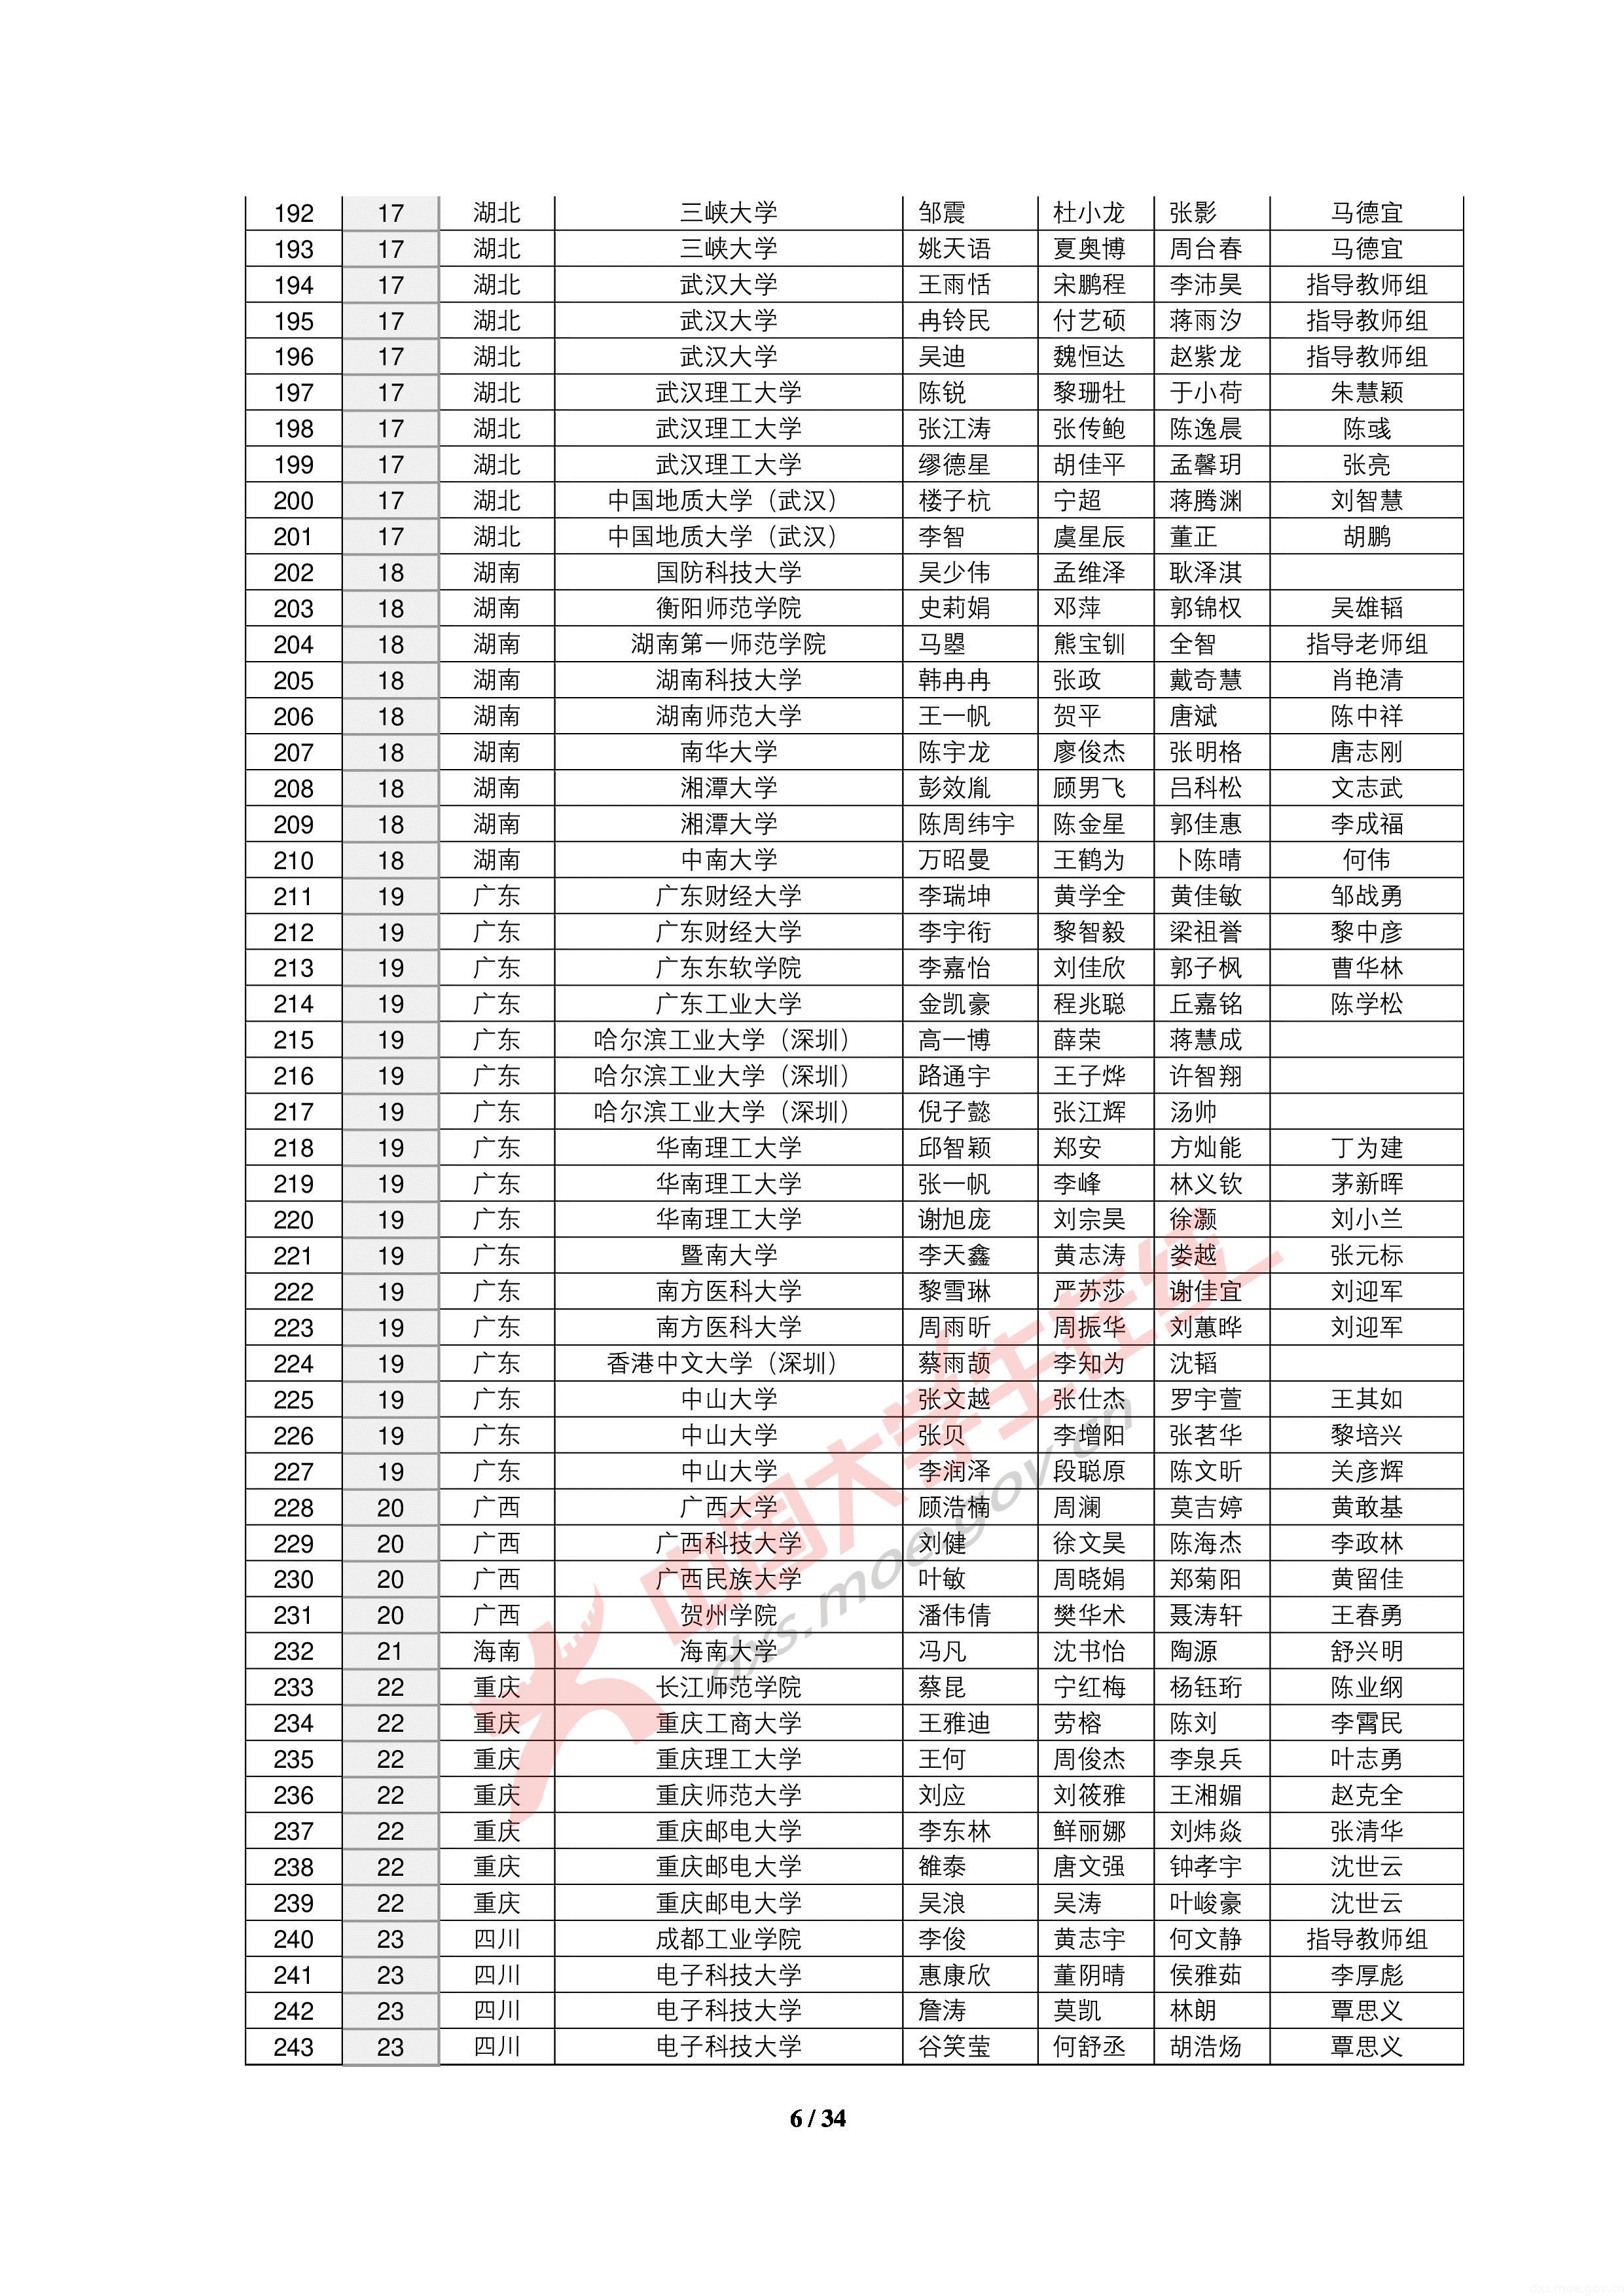 192 17 湖北 三峡大学 邹震 杜小龙 张影 马德宜
193 17 湖北 三峡大学 姚天语 夏奥博 周台春 马德宜
194 17 湖北 武汉大学 王雨恬 宋鹏程 李沛昊 指导教师组
195 17 湖北 武汉大学 冉铃民 付艺硕 蒋雨汐 指导教师组
196 17 湖北 武汉大学 吴迪 魏恒达 赵紫龙 指导教师组
197 17 湖北 武汉理工大学 陈锐 黎珊牡 于小荷 朱慧颖
198 17 湖北 武汉理工大学 张江涛 张传鲍 陈逸晨 陈彧
199 17 湖北 武汉理工大学 缪德星 胡佳平 孟馨玥 张亮
200 17 湖北 中国地质大学（武汉） 楼子杭 宁超 蒋腾渊 刘智慧
201 17 湖北 中国地质大学（武汉） 李智 虞星辰 董正 胡鹏
202 18 湖南 国防科技大学 吴少伟 孟维泽 耿泽淇
203 18 湖南 衡阳师范学院 史莉娟 邓萍 郭锦权 吴雄韬
204 18 湖南 湖南第一师范学院 马曌 熊宝钏 全智 指导老师组
205 18 湖南 湖南科技大学 韩冉冉 张政 戴奇慧 肖艳清
206 18 湖南 湖南师范大学 王一帆 贺平 唐斌 陈中祥
207 18 湖南 南华大学 陈宇龙 廖俊杰 张明格 唐志刚
208 18 湖南 湘潭大学 彭效胤 顾男飞 吕科松 文志武
209 18 湖南 湘潭大学 陈周纬宇 陈金星 郭佳惠 李成福
210 18 湖南 中南大学 万昭曼 王鹤为 卜陈晴 何伟
211 19 广东 广东财经大学 李瑞坤 黄学全 黄佳敏 邹战勇
212 19 广东 广东财经大学 李宇衔 黎智毅 梁祖誉 黎中彦
213 19 广东 广东东软学院 李嘉怡 刘佳欣 郭子枫 曹华林
214 19 广东 广东工业大学 金凯豪 程兆聪 丘嘉铭 陈学松
215 19 广东 哈尔滨工业大学（深圳） 高一博 薛荣 蒋慧成
216 19 广东 哈尔滨工业大学（深圳） 路通宇 王子烨 许智翔
217 19 广东 哈尔滨工业大学（深圳） 倪子懿 张江辉 汤帅
218 19 广东 华南理工大学 邱智颖 郑安 方灿能 丁为建
219 19 广东 华南理工大学 张一帆 李峰 林义钦 茅新晖
220 19 广东 华南理工大学 谢旭庞 刘宗昊 徐灏 刘小兰
221 19 广东 暨南大学 李天鑫 黄志涛 娄越 张元标
222 19 广东 南方医科大学 黎雪琳 严苏莎 谢佳宜 刘迎军
223 19 广东 南方医科大学 周雨昕 周振华 刘蕙晔 刘迎军
224 19 广东 香港中文大学（深圳） 蔡雨颉 李知为 沈韬
225 19 广东 中山大学 张文越 张仕杰 罗宇萱 王其如
226 19 广东 中山大学 张贝 李增阳 张茗华 黎培兴
227 19 广东 中山大学 李润泽 段聪原 陈文昕 关彦辉
228 20 广西 广西大学 顾浩楠 周澜 莫吉婷 黄敢基
229 20 广西 广西科技大学 刘健 徐文昊 陈海杰 李政林
230 20 广西 广西民族大学 叶敏 周晓娟 郑菊阳 黄留佳
231 20 广西 贺州学院 潘伟倩 樊华术 聂涛轩 王春勇
232 21 海南 海南大学 冯凡 沈书怡 陶源 舒兴明
233 22 重庆 长江师范学院 蔡昆 宁红梅 杨钰珩 陈业纲
234 22 重庆 重庆工商大学 王雅迪 劳榕 陈刘 李霄民
235 22 重庆 重庆理工大学 王何 周俊杰 李泉兵 叶志勇
236 22 重庆 重庆师范大学 刘应 刘筱雅 王湘媚 赵克全
237 22 重庆 重庆邮电大学 李东林 鲜丽娜 刘炜焱 张清华
238 22 重庆 重庆邮电大学 雒泰 唐文强 钟孝宇 沈世云
239 22 重庆 重庆邮电大学 吴浪 吴涛 叶峻豪 沈世云
240 23 四川 成都工业学院 李俊 黄志宇 何文静 指导教师组
241 23 四川 电子科技大学 惠康欣 董阴晴 侯雅茹 李厚彪
242 23 四川 电子科技大学 詹涛 莫凯 林朗 覃思义
243 23 四川 电子科技大学 谷笑莹 何舒丞 胡浩炀 覃思义
中国大学生在线
dxs.moe.gov.cn
6 / 34
dxs.moe.gov.cn